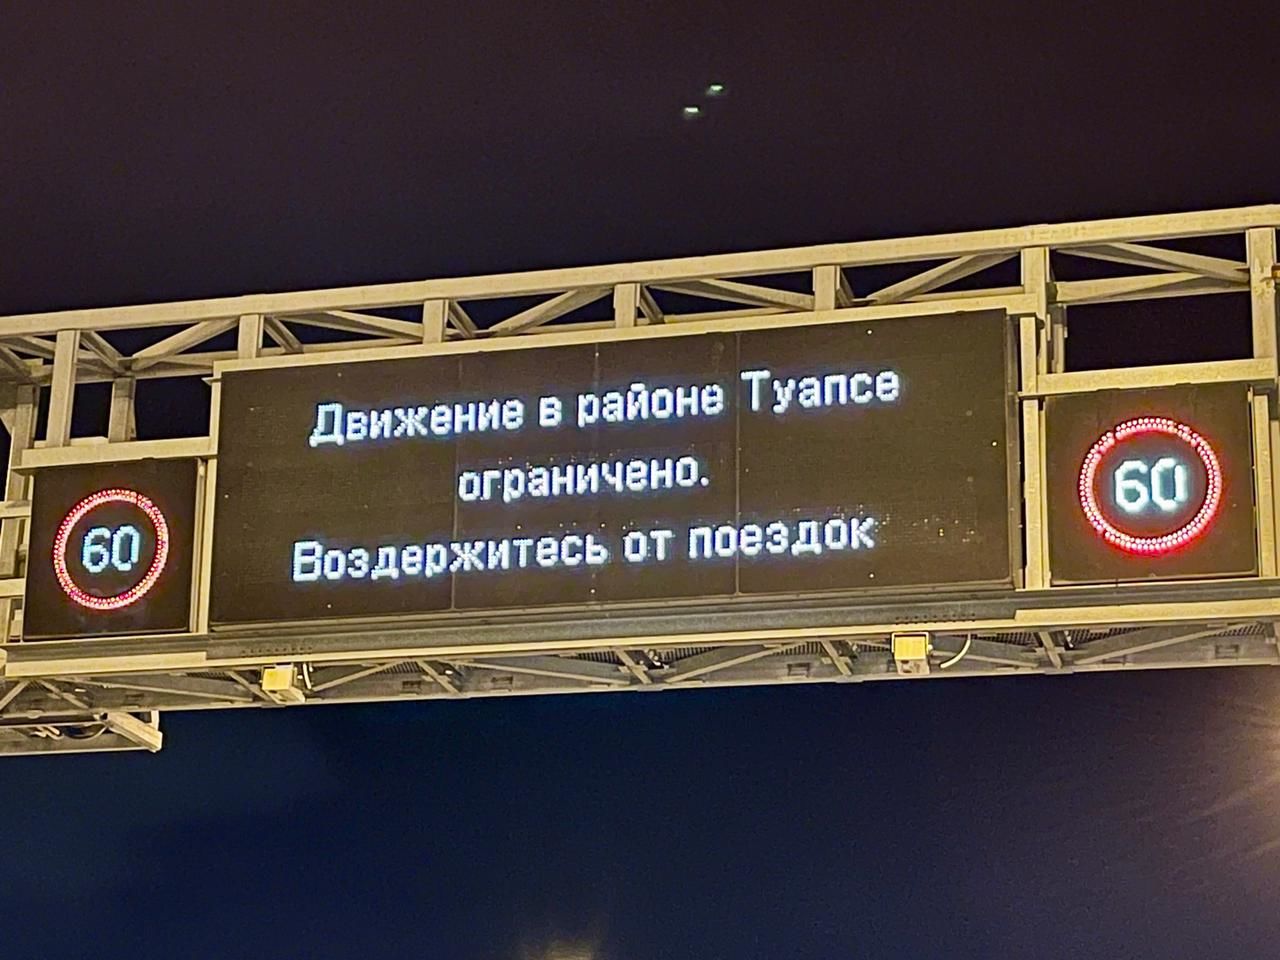 Движение в районе Туапсе
ограничено.
Воздержитесь от поездок
60
60